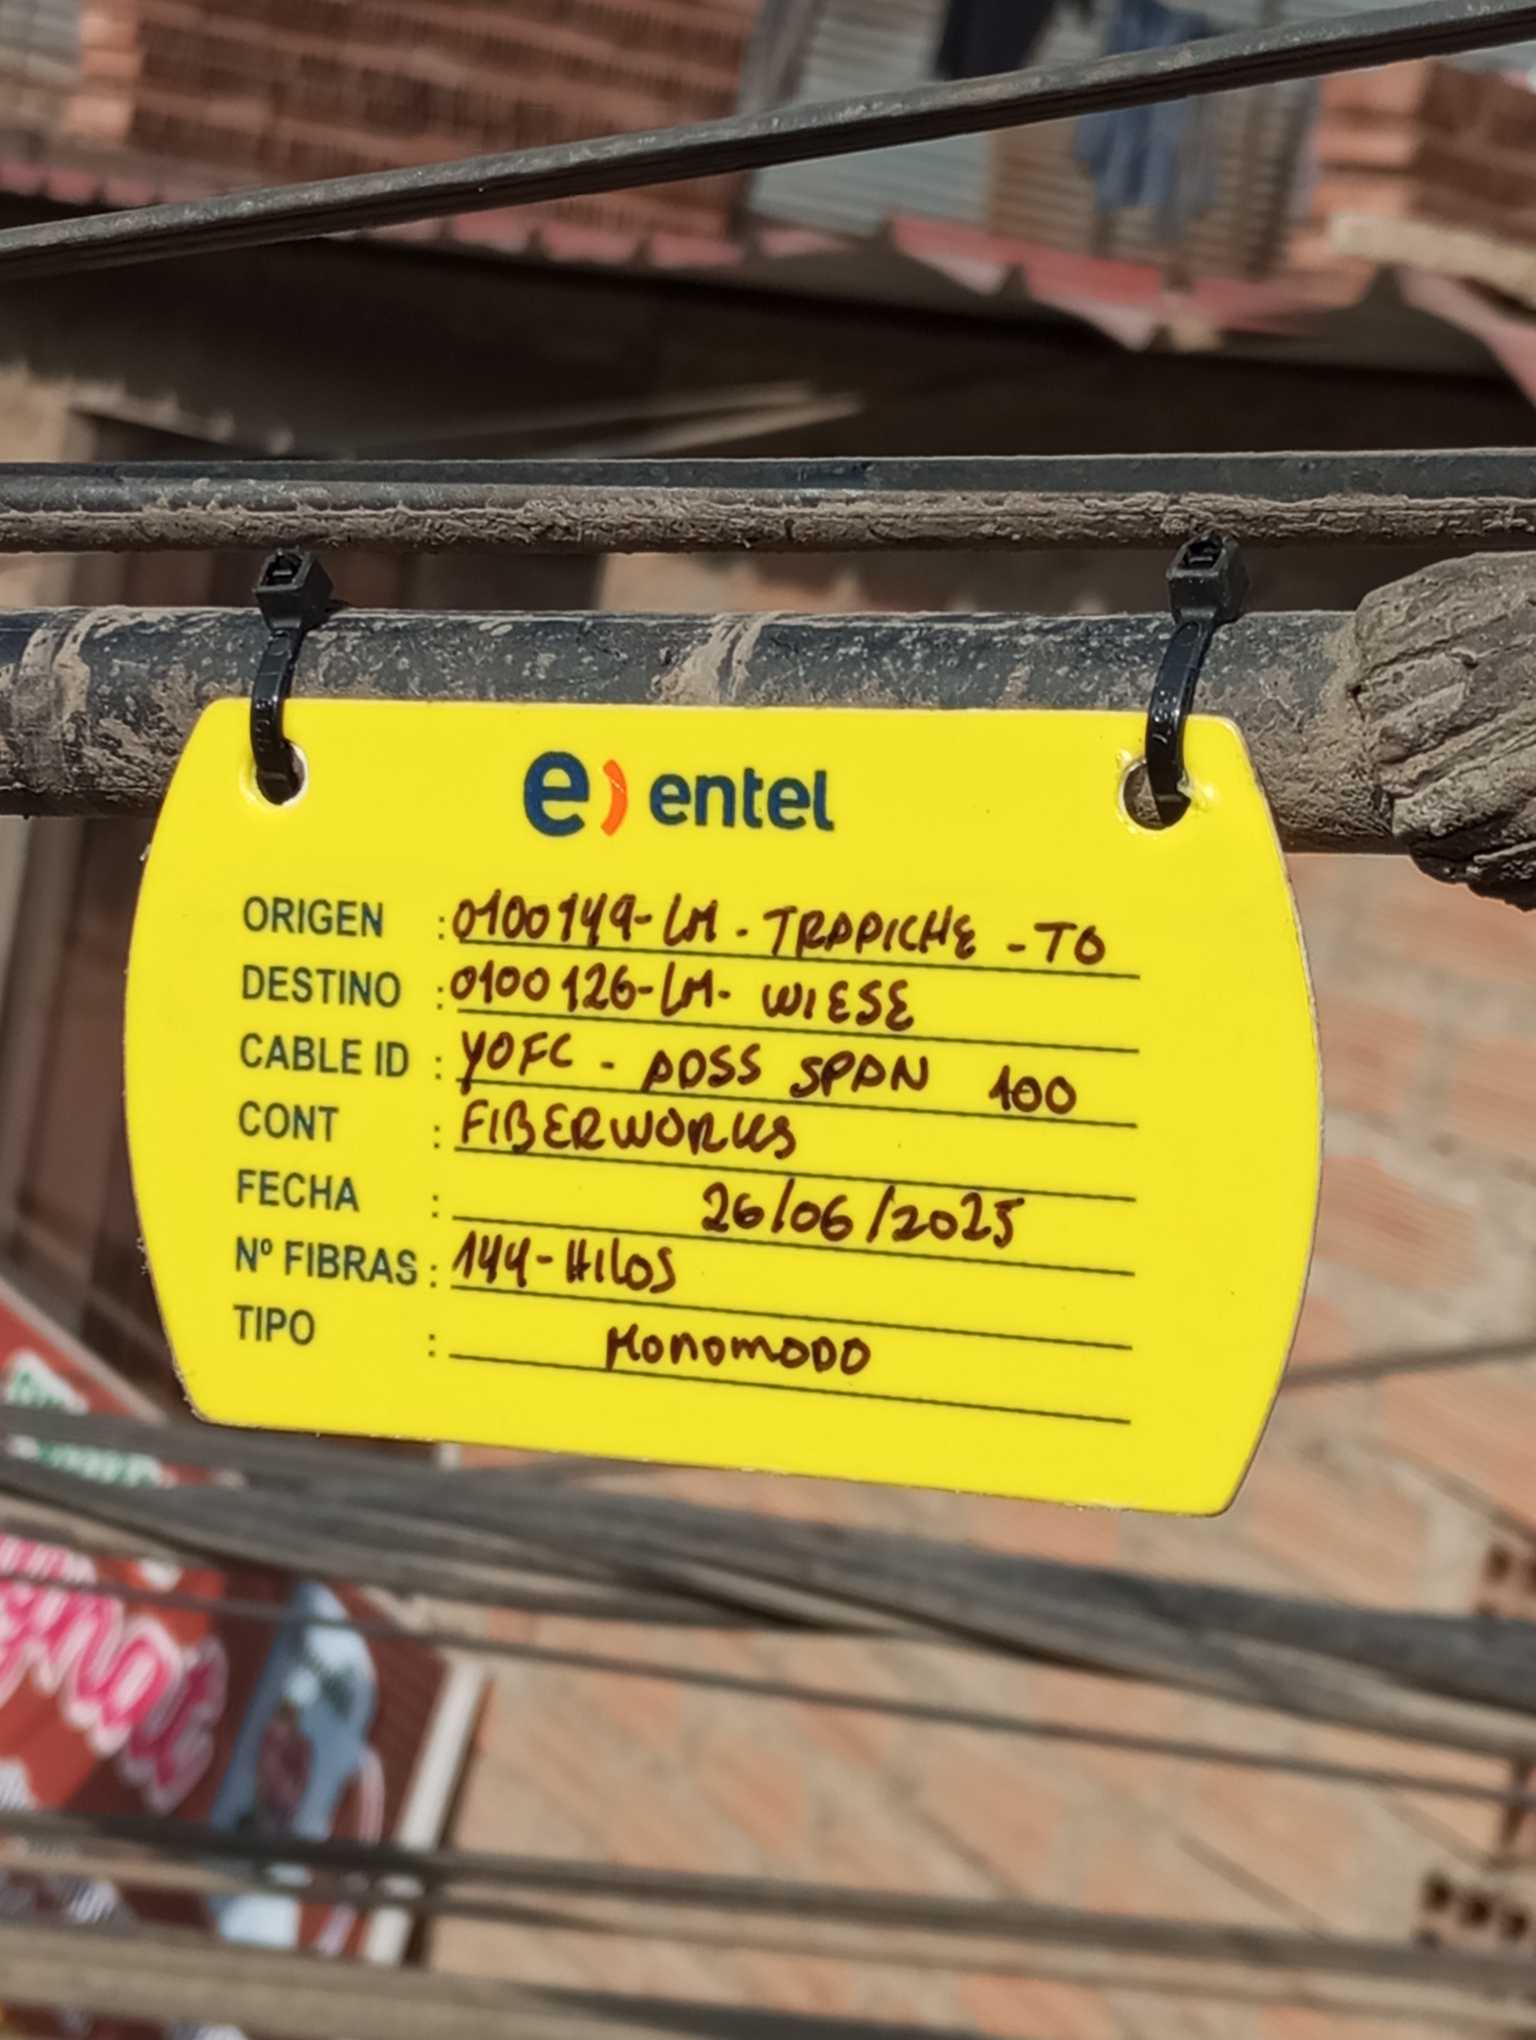 e) entel
ORIGEN : 0100149-LM-TRAPICHE-TO
DESTINO : 0100126-LM-WIESE
CABLE ID : YOFC - ADSS SPAN 100
CONT : FIBERWORKS
FECHA : 26/06/2025
Nº FIBRAS : 144-HILOS
TIPO : MONOMODO